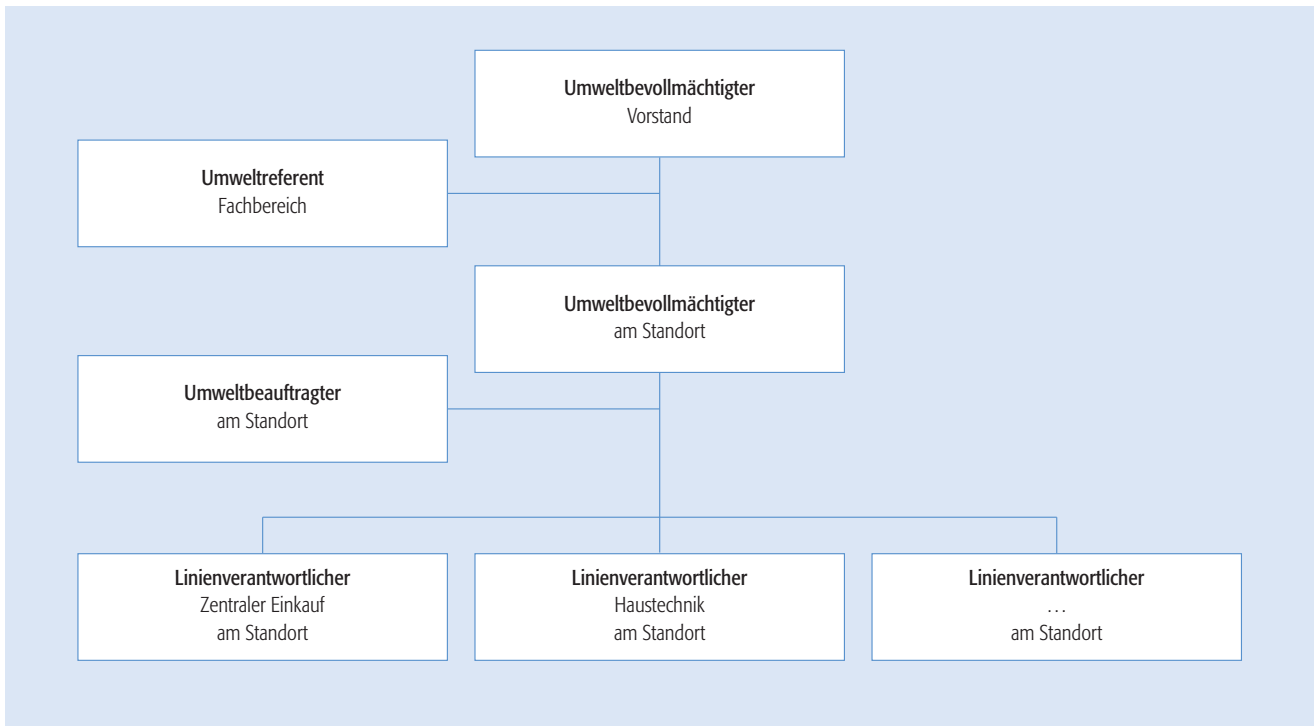 Umweltbevollmächtigter
Vorstand
Umweltreferent
Fachbereich
Umweltbevollmächtigter
am Standort
Umweltbeauftragter
am Standort
Linienverantwortlicher
Zentraler Einkauf
am Standort
Linienverantwortlicher
Haustechnik
am Standort
Linienverantwortlicher
…
am Standort